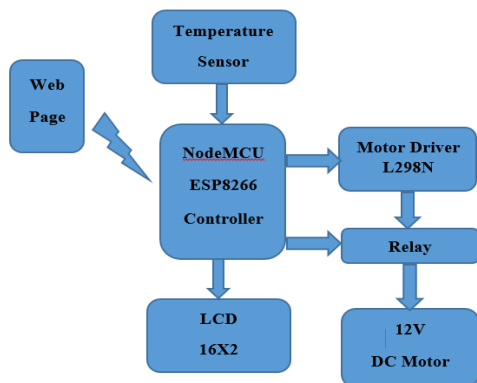 Temperature
Sensor
Web
Page
NodeMCU
ESP8266
Controller
Motor Driver
L298N
Relay
LCD
16X2
12V
DC Motor